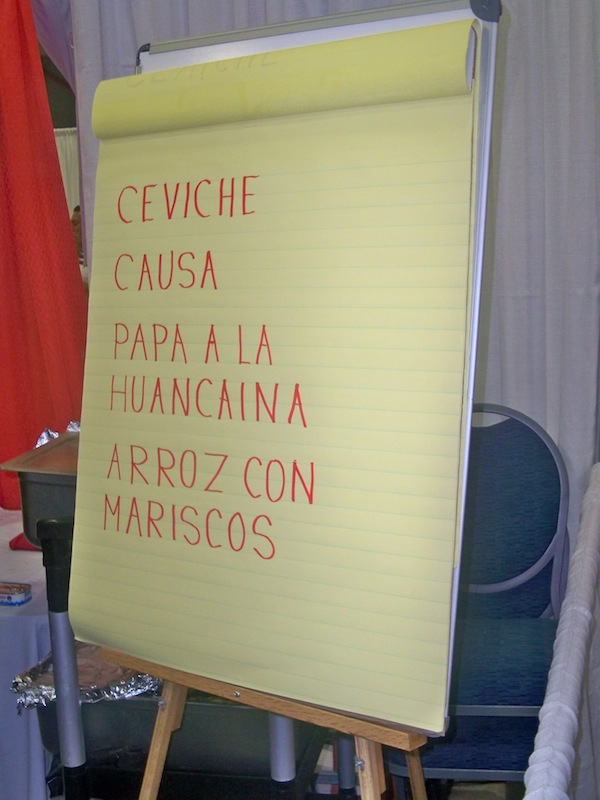 CEVICHE
CAUSA
PAPA A LA
HUANCAINA
ARROZ CON
MARISCOS